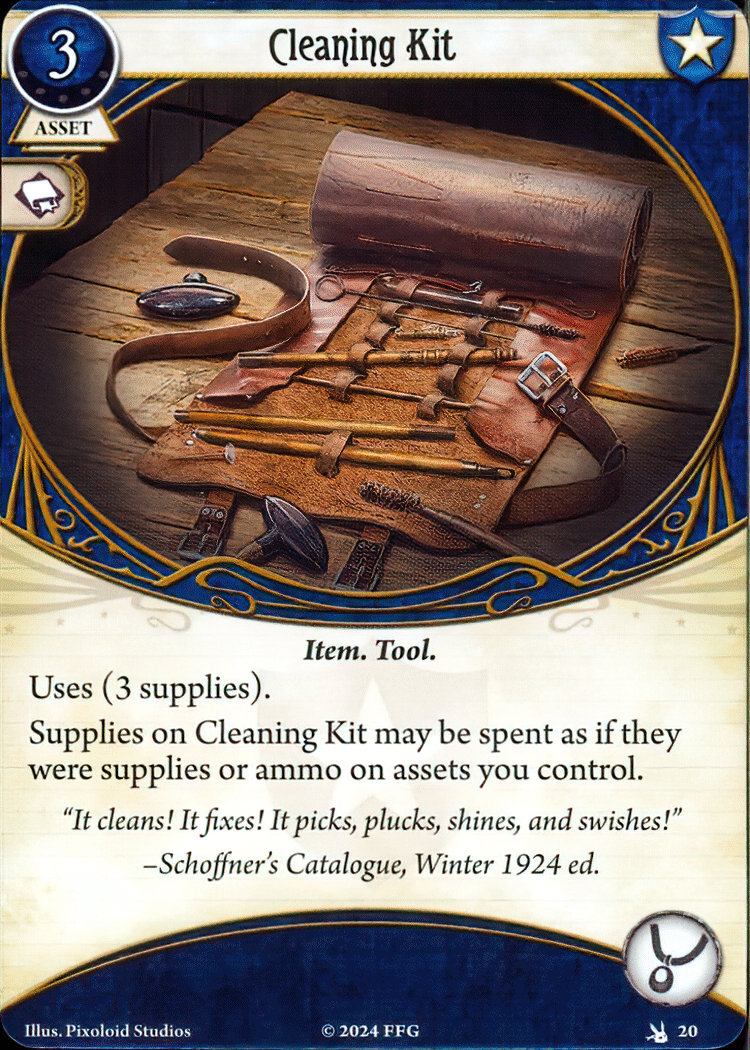 3
Cleaning Kit
ASSET
Item. Tool.
Uses (3 supplies).
Supplies on Cleaning Kit may be spent as if they
were supplies or ammo on assets you control.
“It cleans! It fixes! It picks, plucks, shines, and swishes!”
–Schoffner’s Catalogue, Winter 1924 ed.
Illus. Pixoloid Studios
© 2024 FFG
20